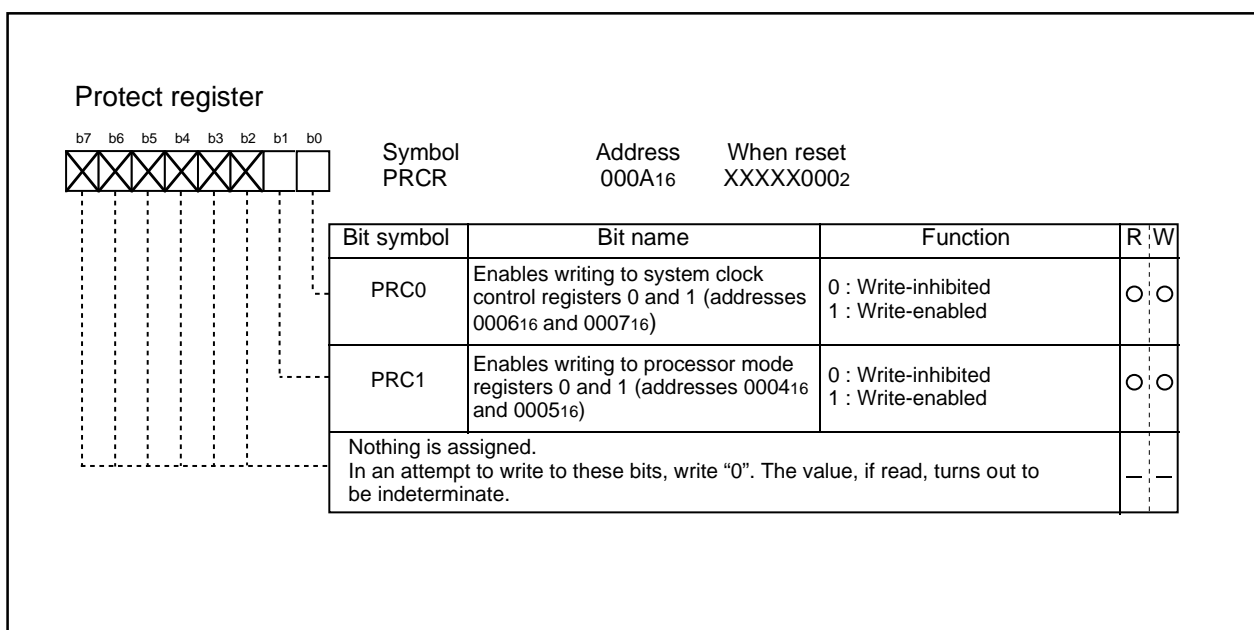 Protect register
b7 b6 b5 b4 b3 b2 b1 b0
Symbol Address When reset
PRCR 000A16 XXXXX0002
Bit symbol Bit name Function R W
PRC0
Enables writing to system clock
control registers 0 and 1 (addresses
000616 and 000716)
0 : Write-inhibited
1 : Write-enabled
PRC1
Enables writing to processor mode
registers 0 and 1 (addresses 000416
and 000516)
0 : Write-inhibited
1 : Write-enabled
Nothing is assigned.
In an attempt to write to these bits, write “0”. The value, if read, turns out to
be indeterminate.